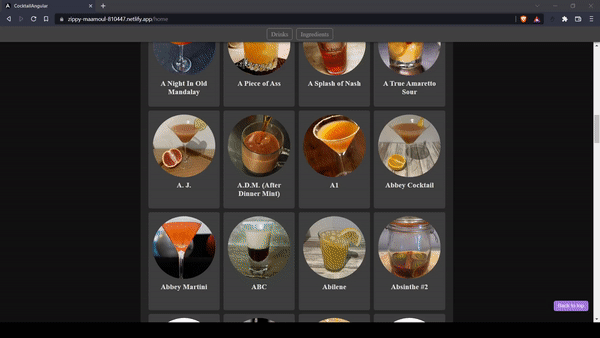 CocktailAngular
zippy-maamoul-810447.netlify.app/home
Drinks
Ingredients
A Night In Old
Mandalay
A Piece of Ass
A Splash of Nash
A True Amaretto
Sour
A. J.
A.D.M. (After
Dinner Mint)
A1
Abbey Cocktail
Abbey Martini
ABC
Abilene
Absinthe #2
Back to top